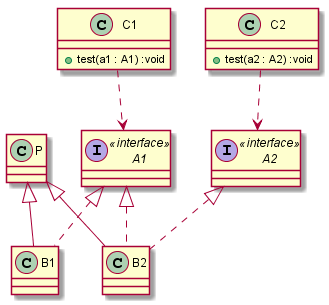 C C1
test(a1 : A1) :void
C C2
test(a2 : A2) :void
C P
I «interface»
A1
I «interface»
A2
C B1
C B2